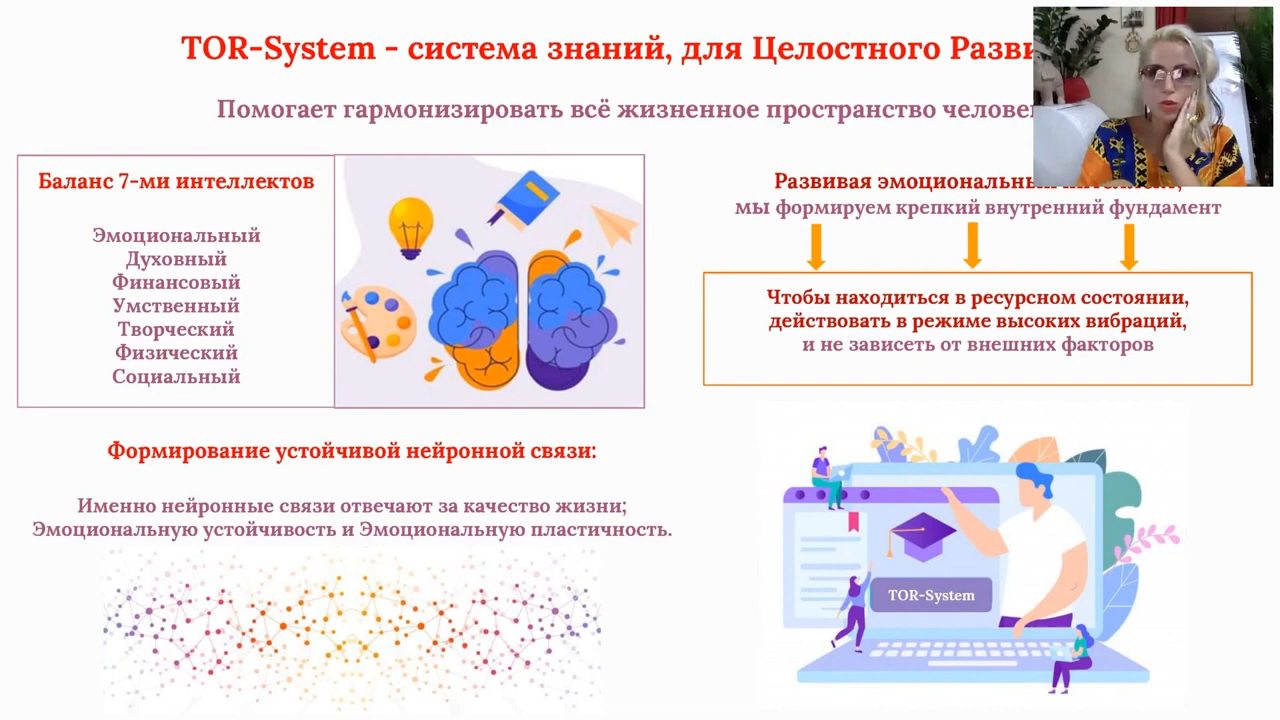 TOR-System - система знаний, для Целостного
Помогает гармонизировать всё жизненное пространство
Баланс 7-ми интеллектов
Эмоциональный
Духовный
Финансовый
Умственный
Творческий
Физический
Социальный
Развивая
мы формируем крепкий внутренний фундамент
Чтобы находиться в ресурсном состоянии,
действовать в режиме высоких вибраций,
и не зависеть от внешних факторов
Формирование устойчивой нейронной связи:
Именно нейронные связи отвечают за качество жизни;
Эмоциональную устойчивость и Эмоциональную пластичность.
TOR-System